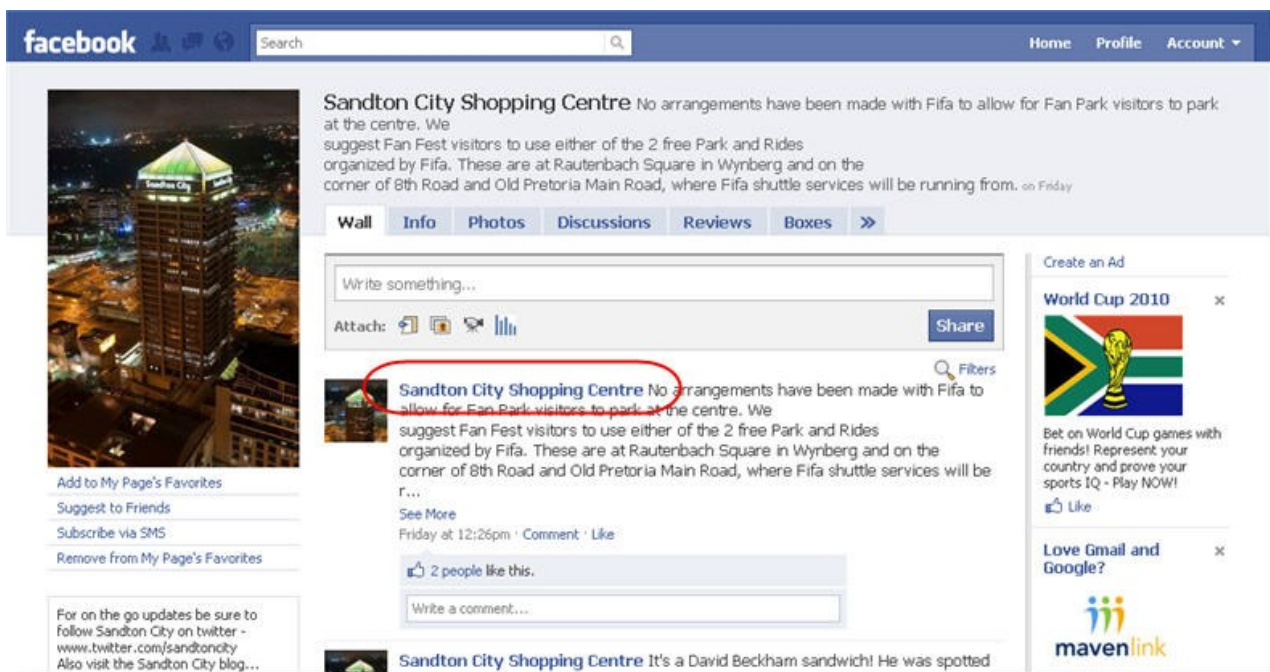 facebook
Search
Home Profile Account
Sandton City Shopping Centre No arrangements have been made with Fifa to allow for Fan Park visitors to park
at the centre. We
suggest Fan Fest visitors to use either of the 2 free Park and Rides
organized by Fifa. These are at Rautenbach Square in Wynberg and on the
corner of 8th Road and Old Pretoria Main Road, where Fifa shuttle services will be running from. on Friday
Wall Info Photos Discussions Reviews Boxes »
Write something...
Attach:
Share
Filters
Sandton City Shopping Centre No arrangements have been made with Fifa to
allow for Fan Park visitors to park at the centre. We
suggest Fan Fest visitors to use either of the 2 free Park and Rides
organized by Fifa. These are at Rautenbach Square in Wynberg and on the
corner of 8th Road and Old Pretoria Main Road, where Fifa shuttle services will be
r...
See More
Friday at 12:26pm · Comment · Like
2 people like this.
Write a comment...
Sandton City Shopping Centre It's a David Beckham sandwich! He was spotted
Sandton City
Add to My Page's Favorites
Suggest to Friends
Subscribe via SMS
Remove from My Page's Favorites
For on the go updates be sure to
follow Sandton City on twitter -
www.twitter.com/sandtoncity
Also visit the Sandton City blog...
Create an Ad
World Cup 2010
Bet on World Cup games with
friends! Represent your
country and prove your
sports IQ - Play NOW!
Like
Love Gmail and
Google?
mavenlink